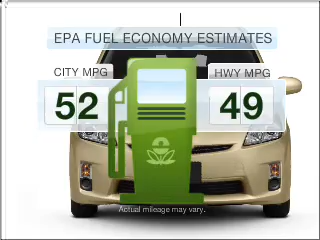 EPA FUEL ECONOMY ESTIMATES
CITY MPG
HWY MPG
52
49
Actual mileage may vary.